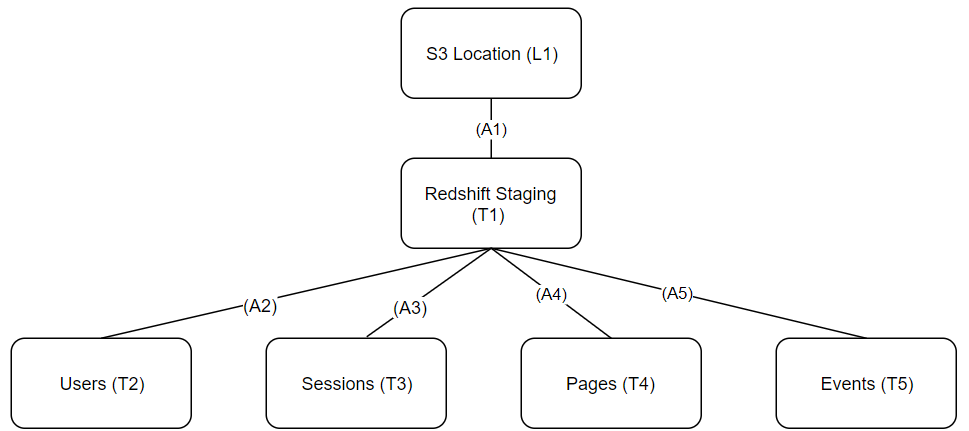 S3 Location (L1)
(A1)
Redshift Staging
(T1)
(A2)
(A3)
(A4)
(A5)
Users (T2)
Sessions (T3)
Pages (T4)
Events (T5)